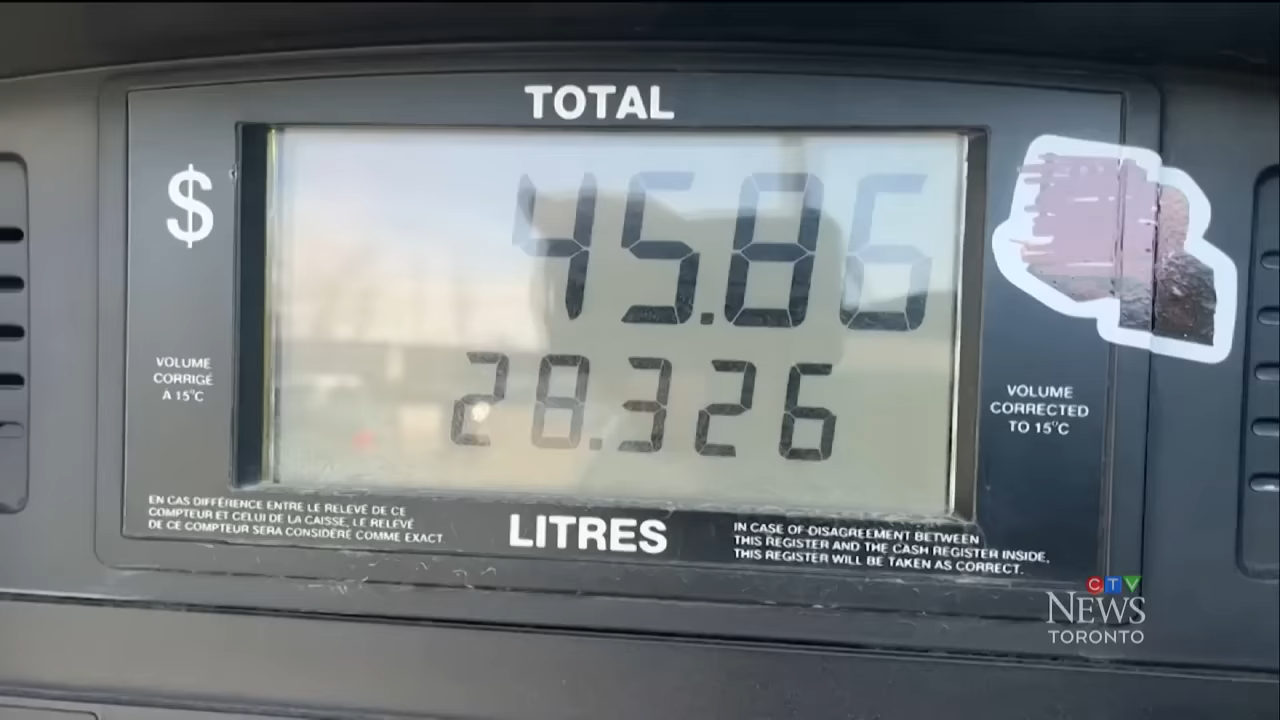 TOTAL
$
45.86
28.326
VOLUME
CORRIGÉ
À 15°C
VOLUME
CORRECTED
TO 15°C
EN CAS DIFFÉRENCE ENTRE LE RELEVÉ DE CE
COMPTEUR ET CELUI DE LA CAISSE, LE RELEVÉ
DE CE COMPTEUR SERA CONSIDÉRÉ COMME EXACT
LITRES
IN CASE OF DISAGREEMENT BETWEEN
THIS REGISTER AND THE CASH REGISTER INSIDE,
THIS REGISTER WILL BE TAKEN AS CORRECT.
CTV
NEWS
TORONTO